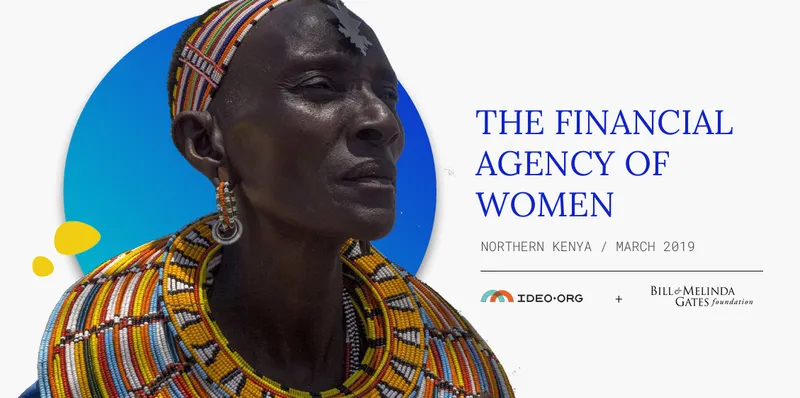 THE FINANCIAL
AGENCY OF
WOMEN
NORTHERN KENYA / MARCH 2019
IDEO.ORG + BILL & MELINDA
GATES foundation